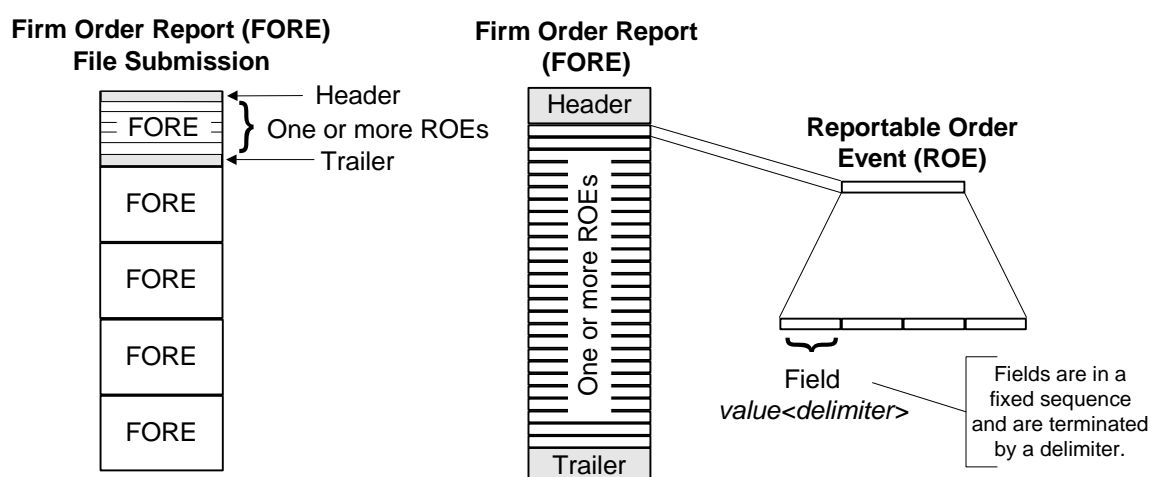 Firm Order Report (FORE)
File Submission
Header
FORE
}
One or more ROEs
Trailer
FORE
FORE
FORE
FORE
Firm Order Report
(FORE)
Header
One or more ROEs
Trailer
Reportable Order
Event (ROE)
}
Field
value<delimiter>
Fields are in a
fixed sequence
and are terminated
by a delimiter.